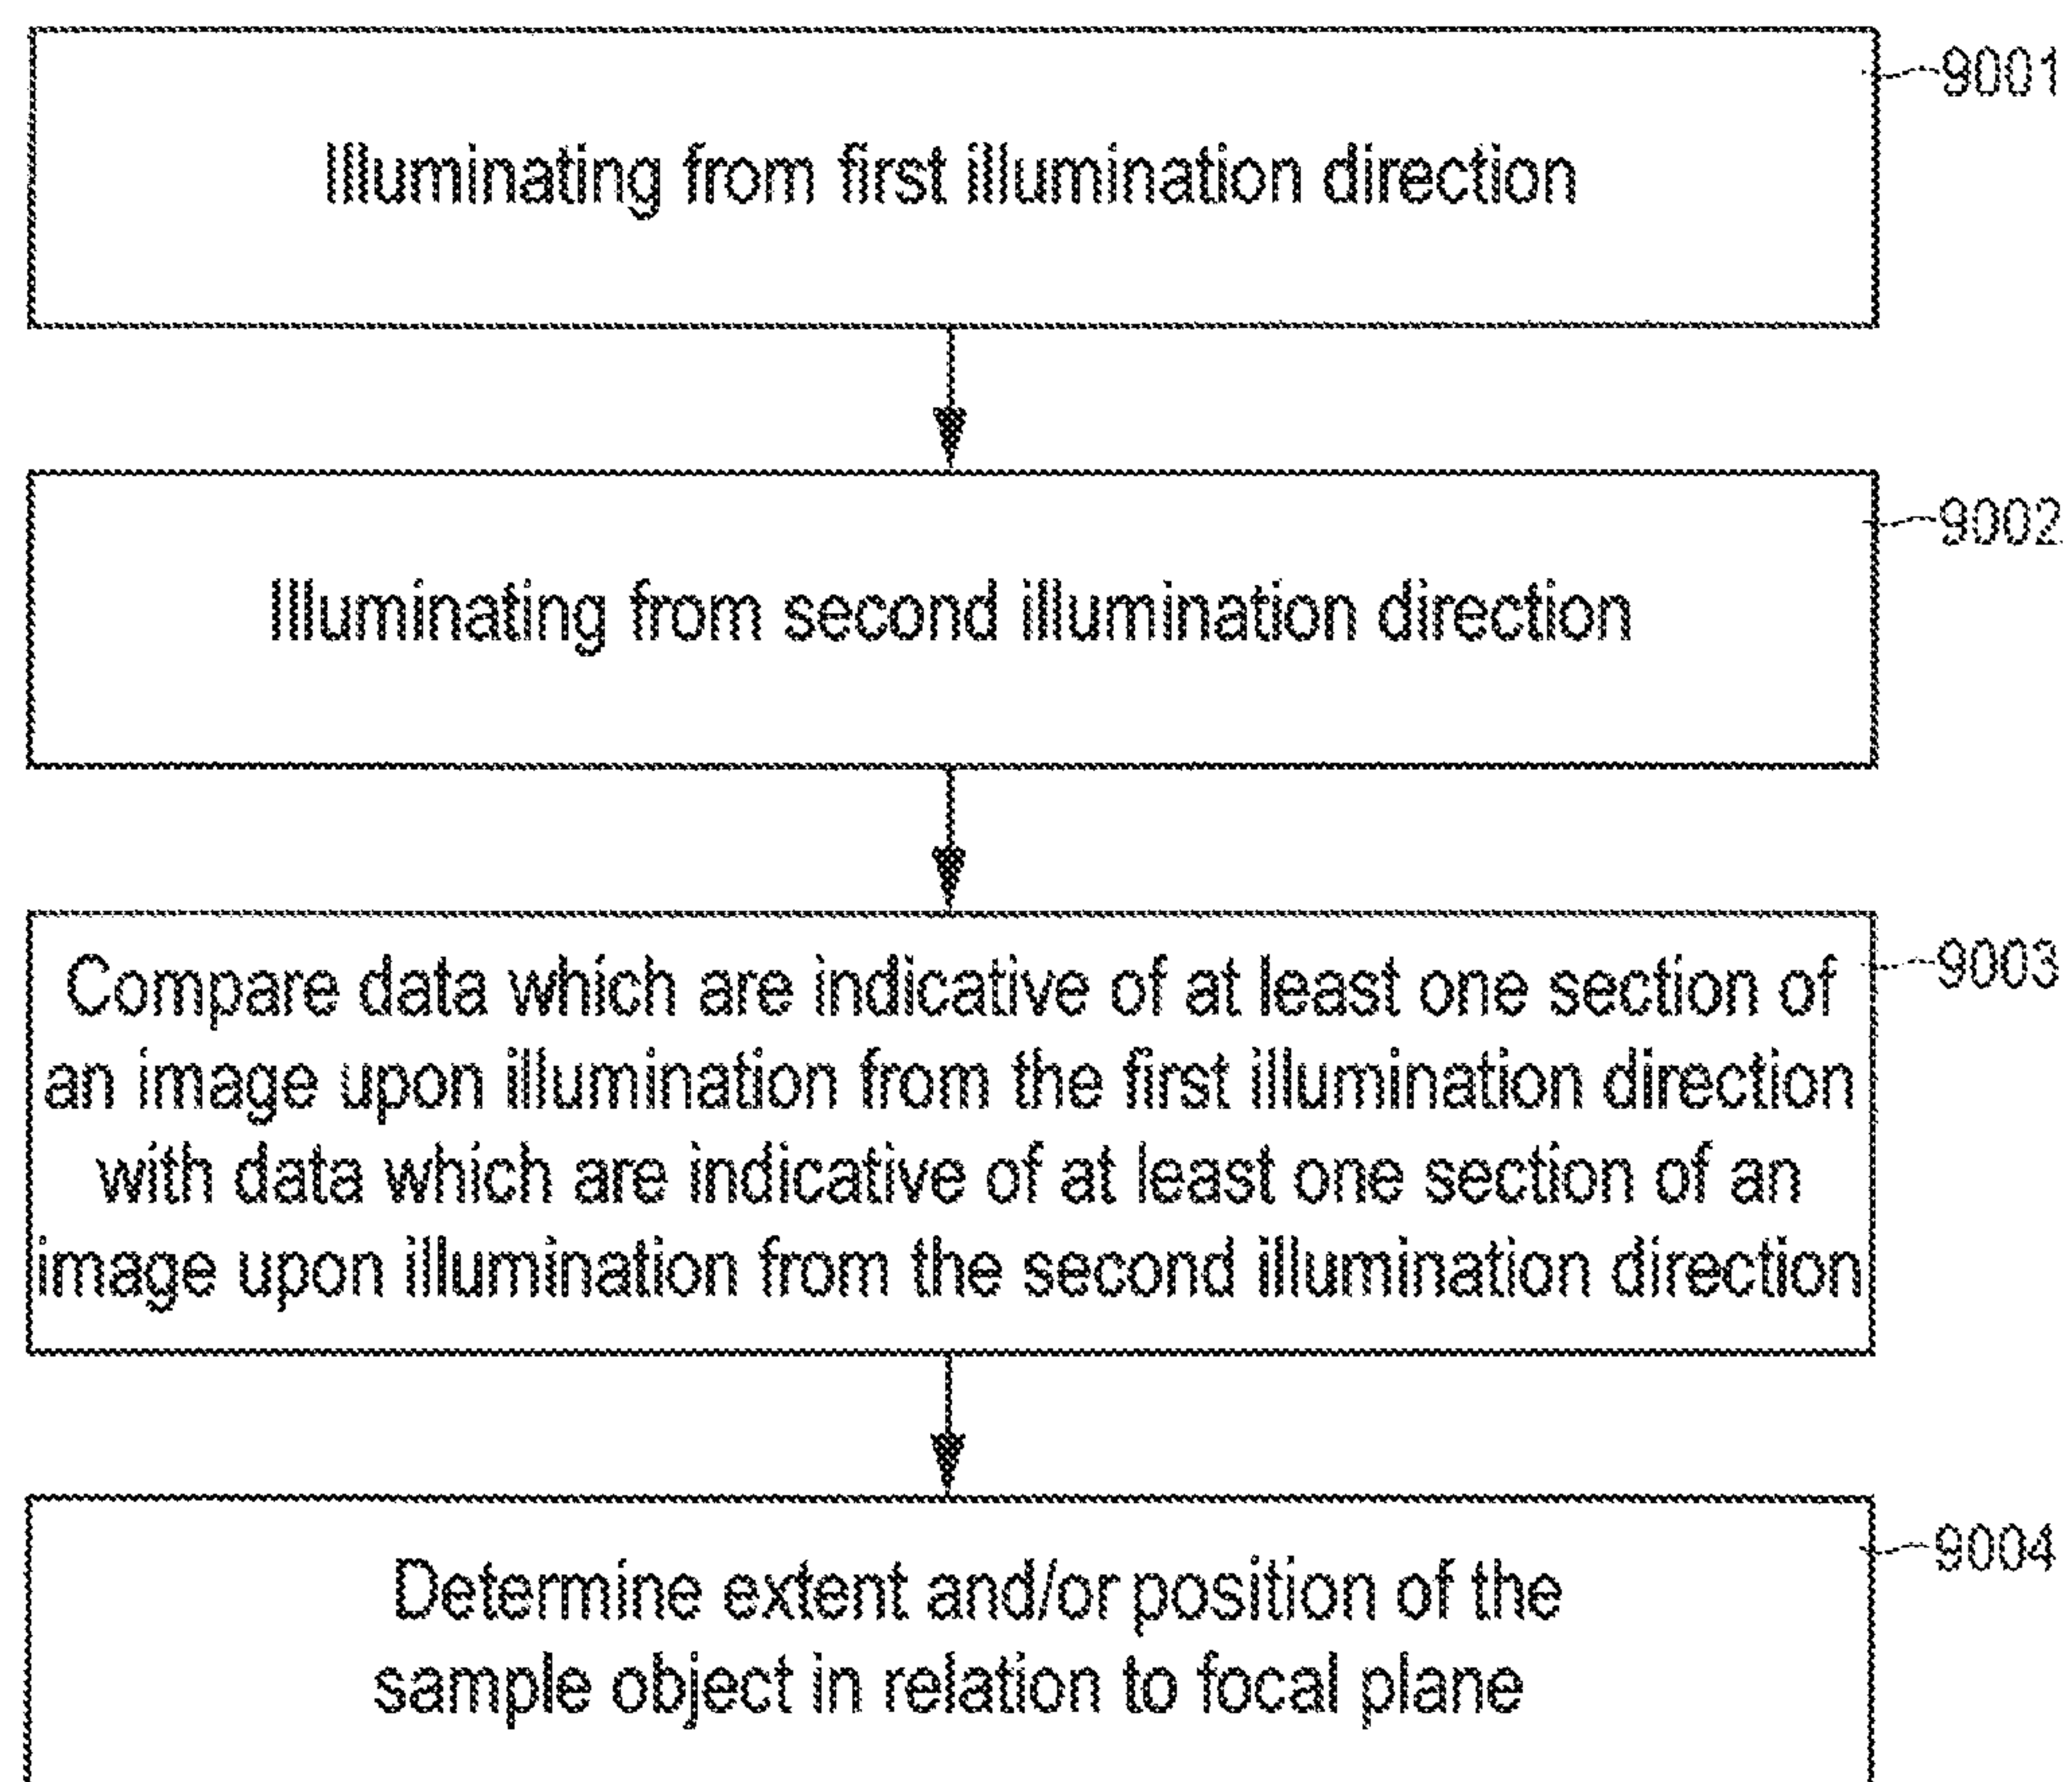 9001
Illuminating from first illumination direction
9002
Illuminating from second illumination direction
9003
Compare data which are indicative of at least one section of
an image upon illumination from the first illumination direction
with data which are indicative of at least one section of an
image upon illumination from the second illumination direction
9004
Determine extent and/or position of the
sample object in relation to focal plane